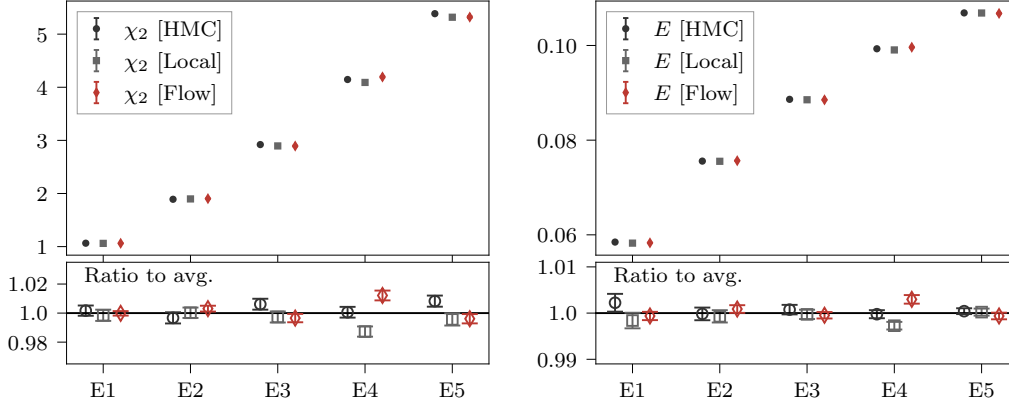 5
4
3
2
1
χ₂ [HMC]
χ₂ [Local]
χ₂ [Flow]
1.02
1.0
0.98
Ratio to avg.
E1 E2 E3 E4 E5
0.10
0.08
0.06
E [HMC]
E [Local]
E [Flow]
1.01
1.00
0.99
Ratio to avg.
E1 E2 E3 E4 E5